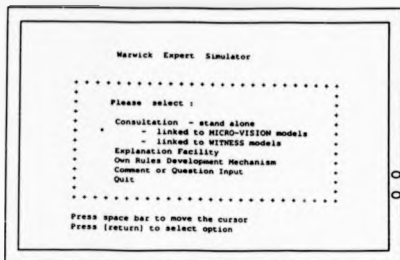 Warwick Expert Simulator
Please select :
Consultation - stand alone
* - linked to MICRO-VISION models
- linked to WITNESS models
Explanation Facility
Own Rules Development Mechanism
Comment or Question Input
Quit
Press space bar to move the cursor
Press [return] to select option